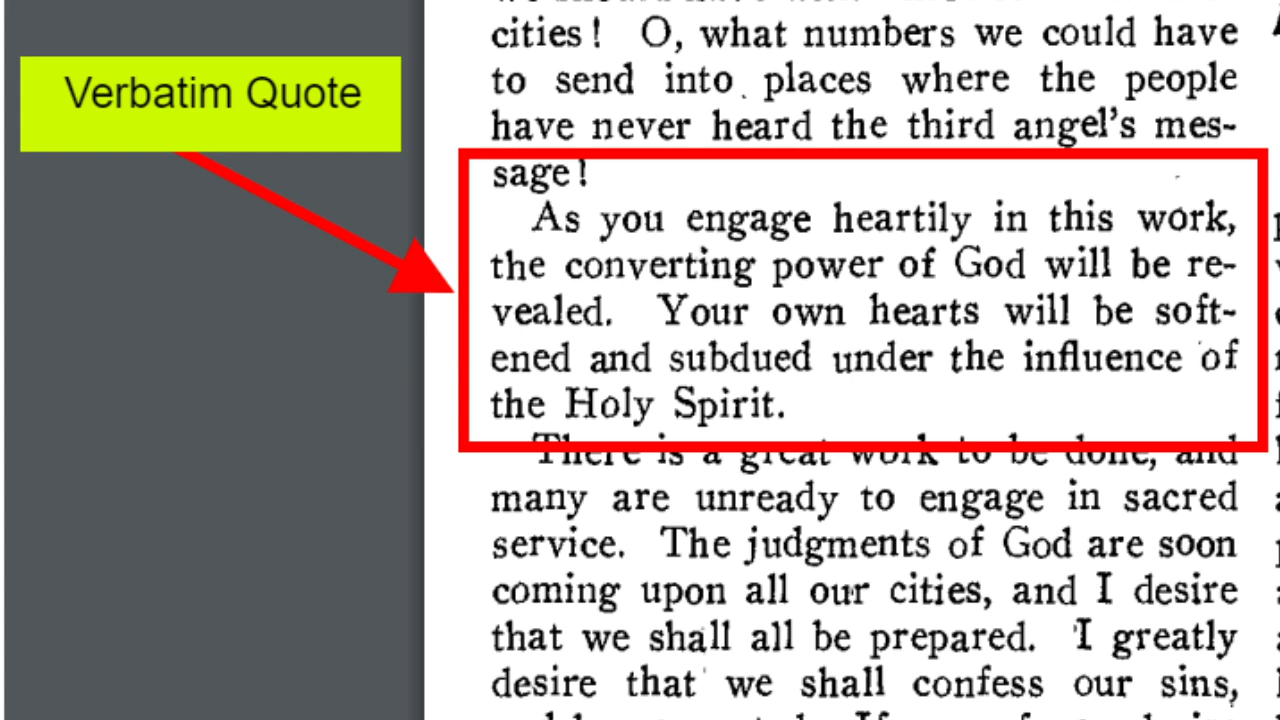 Verbatim Quote
cities! O, what numbers we could have
to send into places where the people
have never heard the third angel's mes-
sage!
As you engage heartily in this work,
the converting power of God will be re-
vealed. Your own hearts will be soft-
ened and subdued under the influence of
the Holy Spirit.
There is a great work to be done, and
many are unready to engage in sacred
service. The judgments of God are soon
coming upon all our cities, and I desire
that we shall all be prepared. I greatly
desire that we shall confess our sins,